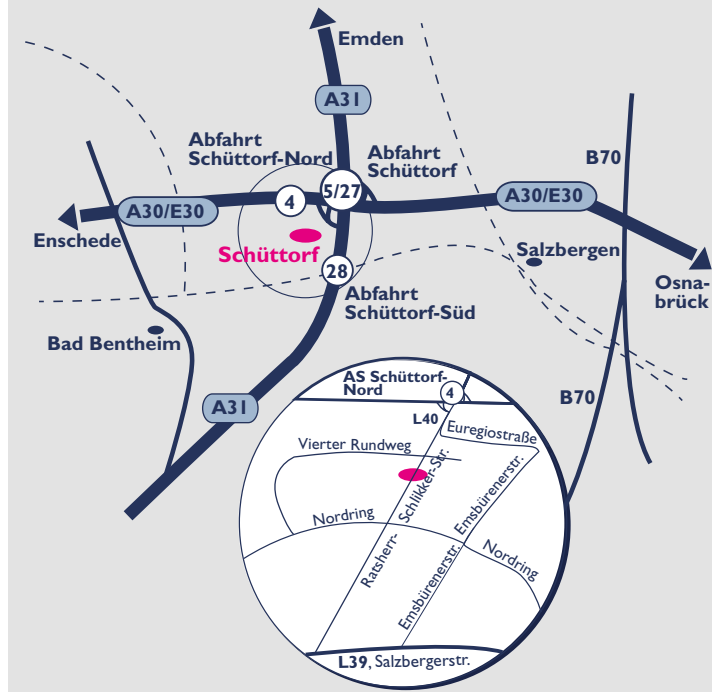 Emden
A31
Abfahrt
Schüttorf-Nord
Abfahrt
Schüttorf
B70
5/27
4
A30/E30
A30/E30
Enschede
Schüttorf
Salzbergen
28
Osna-
brück
Abfahrt
Schüttorf-Süd
Bad Bentheim
A31
B70
AS Schüttorf-
Nord
4
L40
Euregiostraße
Vierter Rundweg
Ratsherr-
Schlikker-Str.
Emsbürenerstr.
Nordring
Nordring
Emsbürenerstr.
L39, Salzbergerstr.